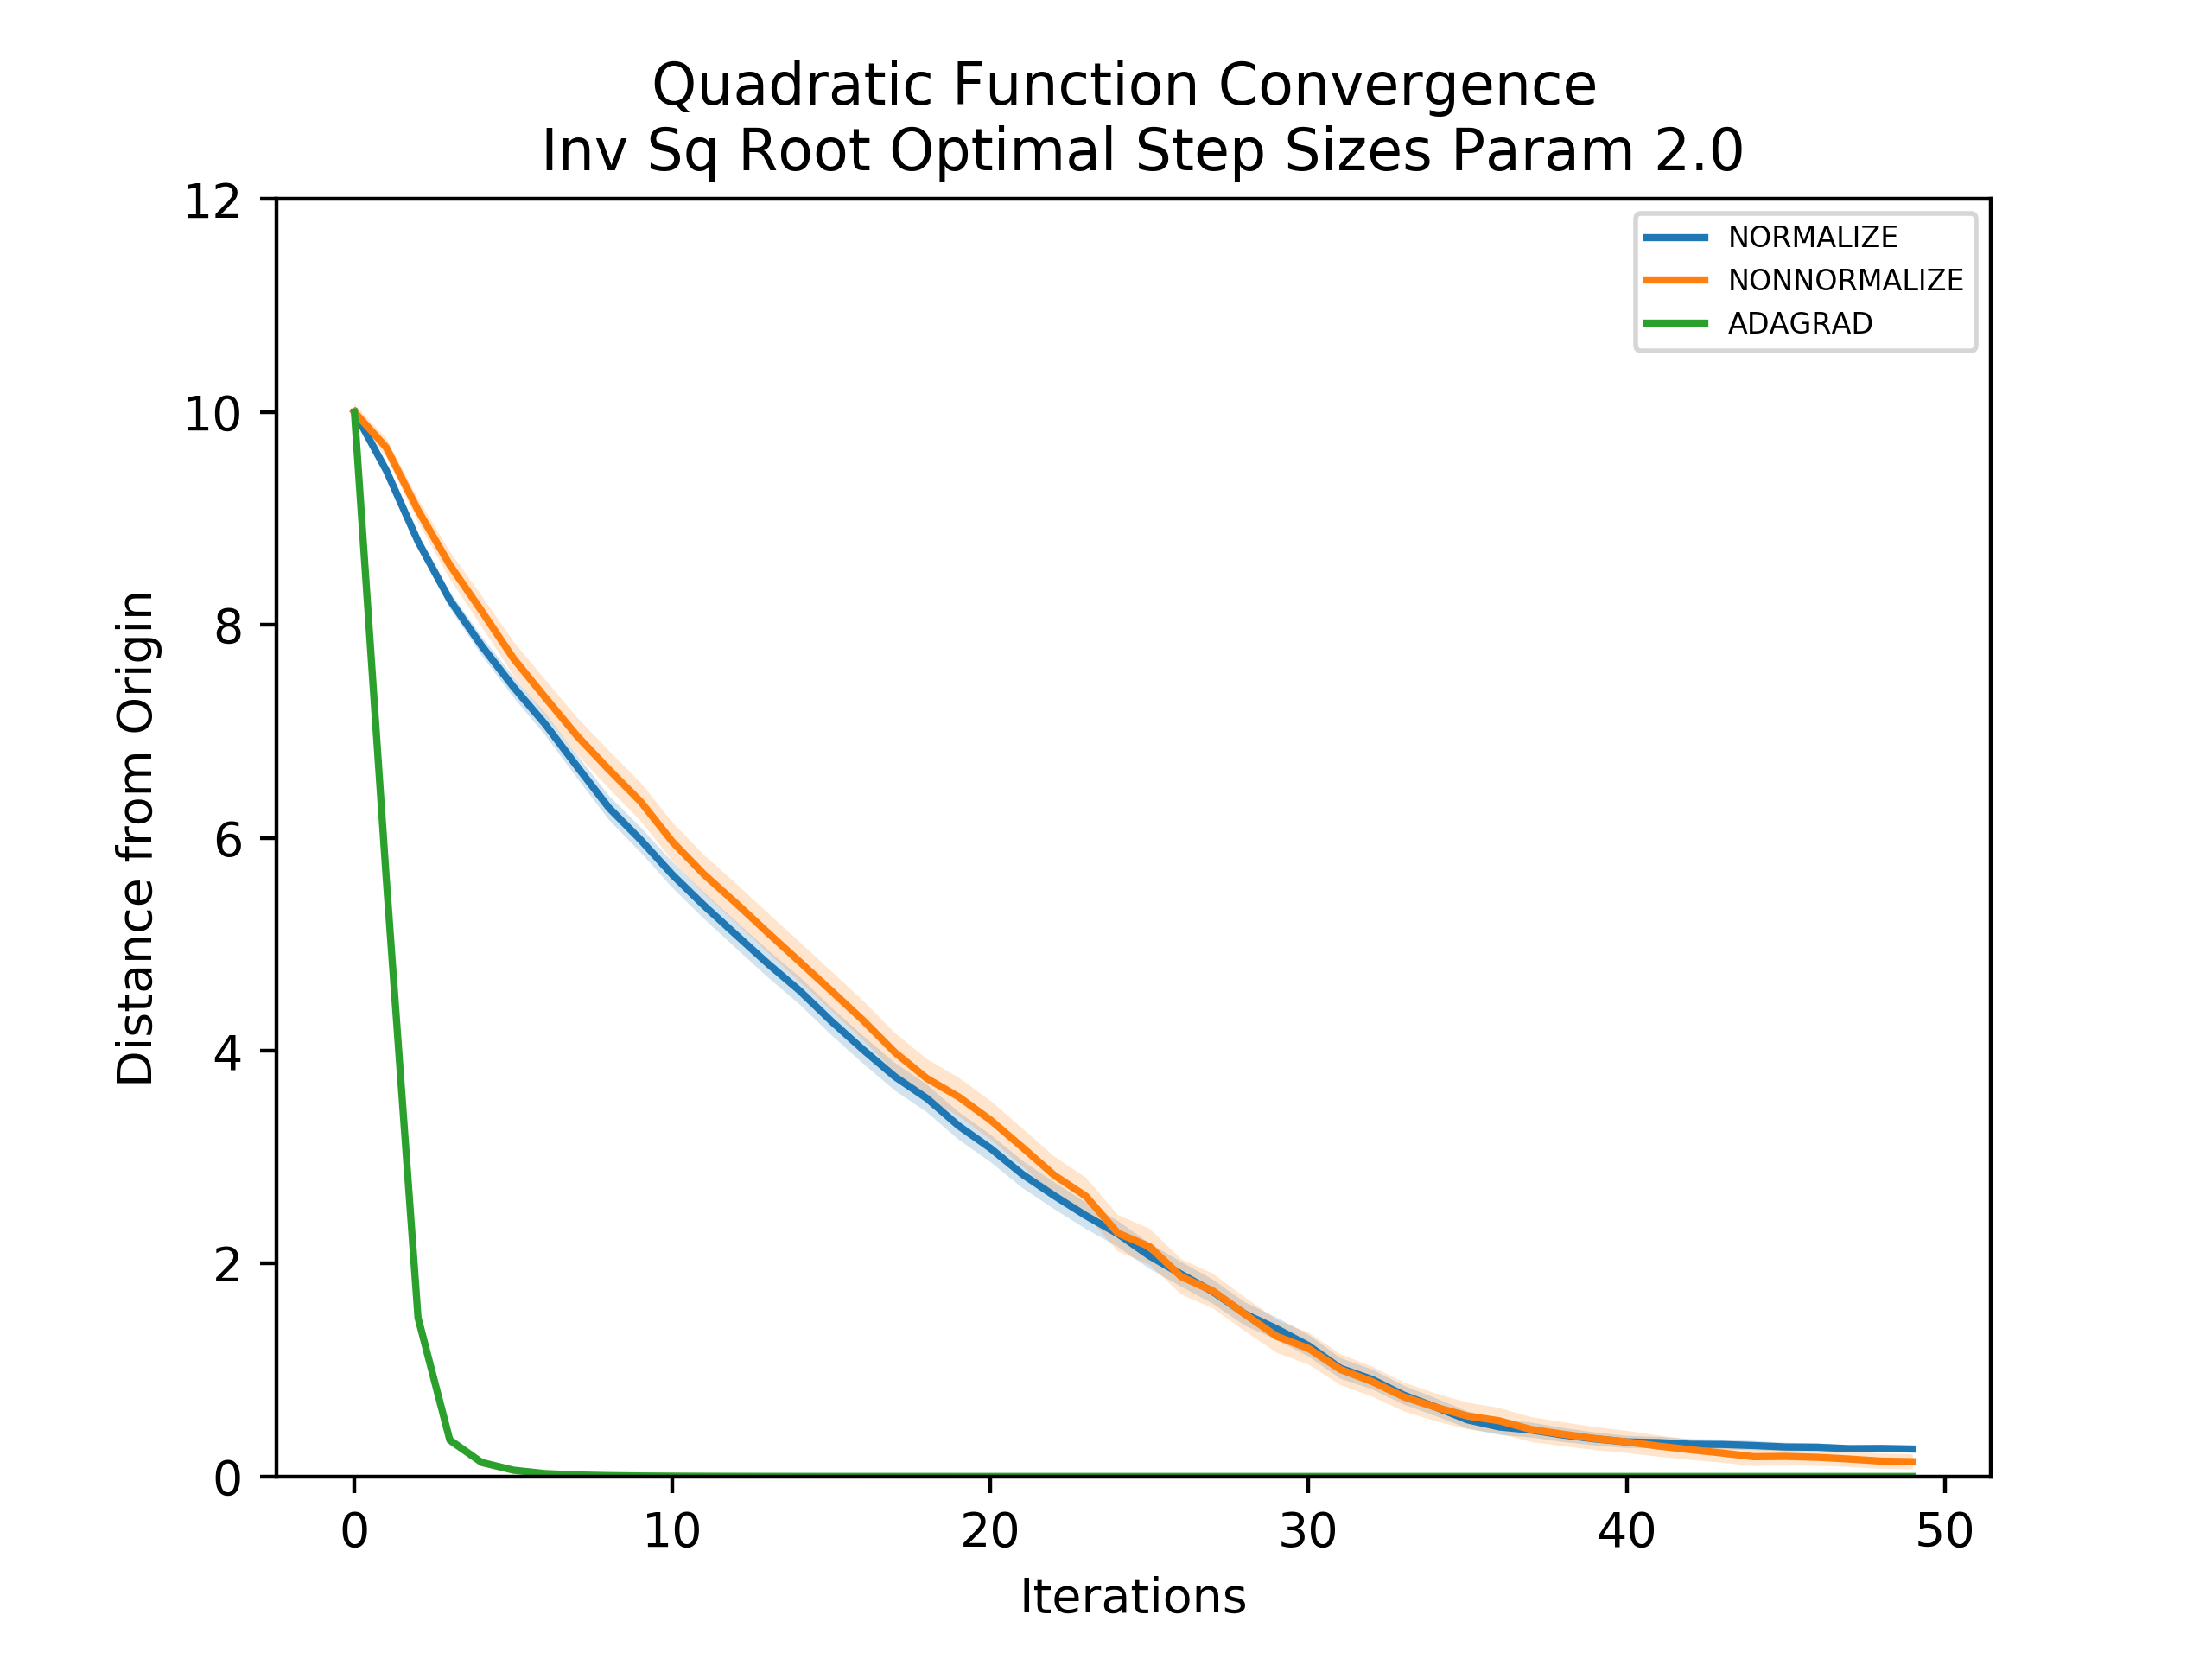 Quadratic Function Convergence
Inv Sq Root Optimal Step Sizes Param 2.0
12
10
8
6
4
2
0
Distance from Origin
NORMALIZE
NONNORMALIZE
ADAGRAD
0
10
20
30
40
50
Iterations